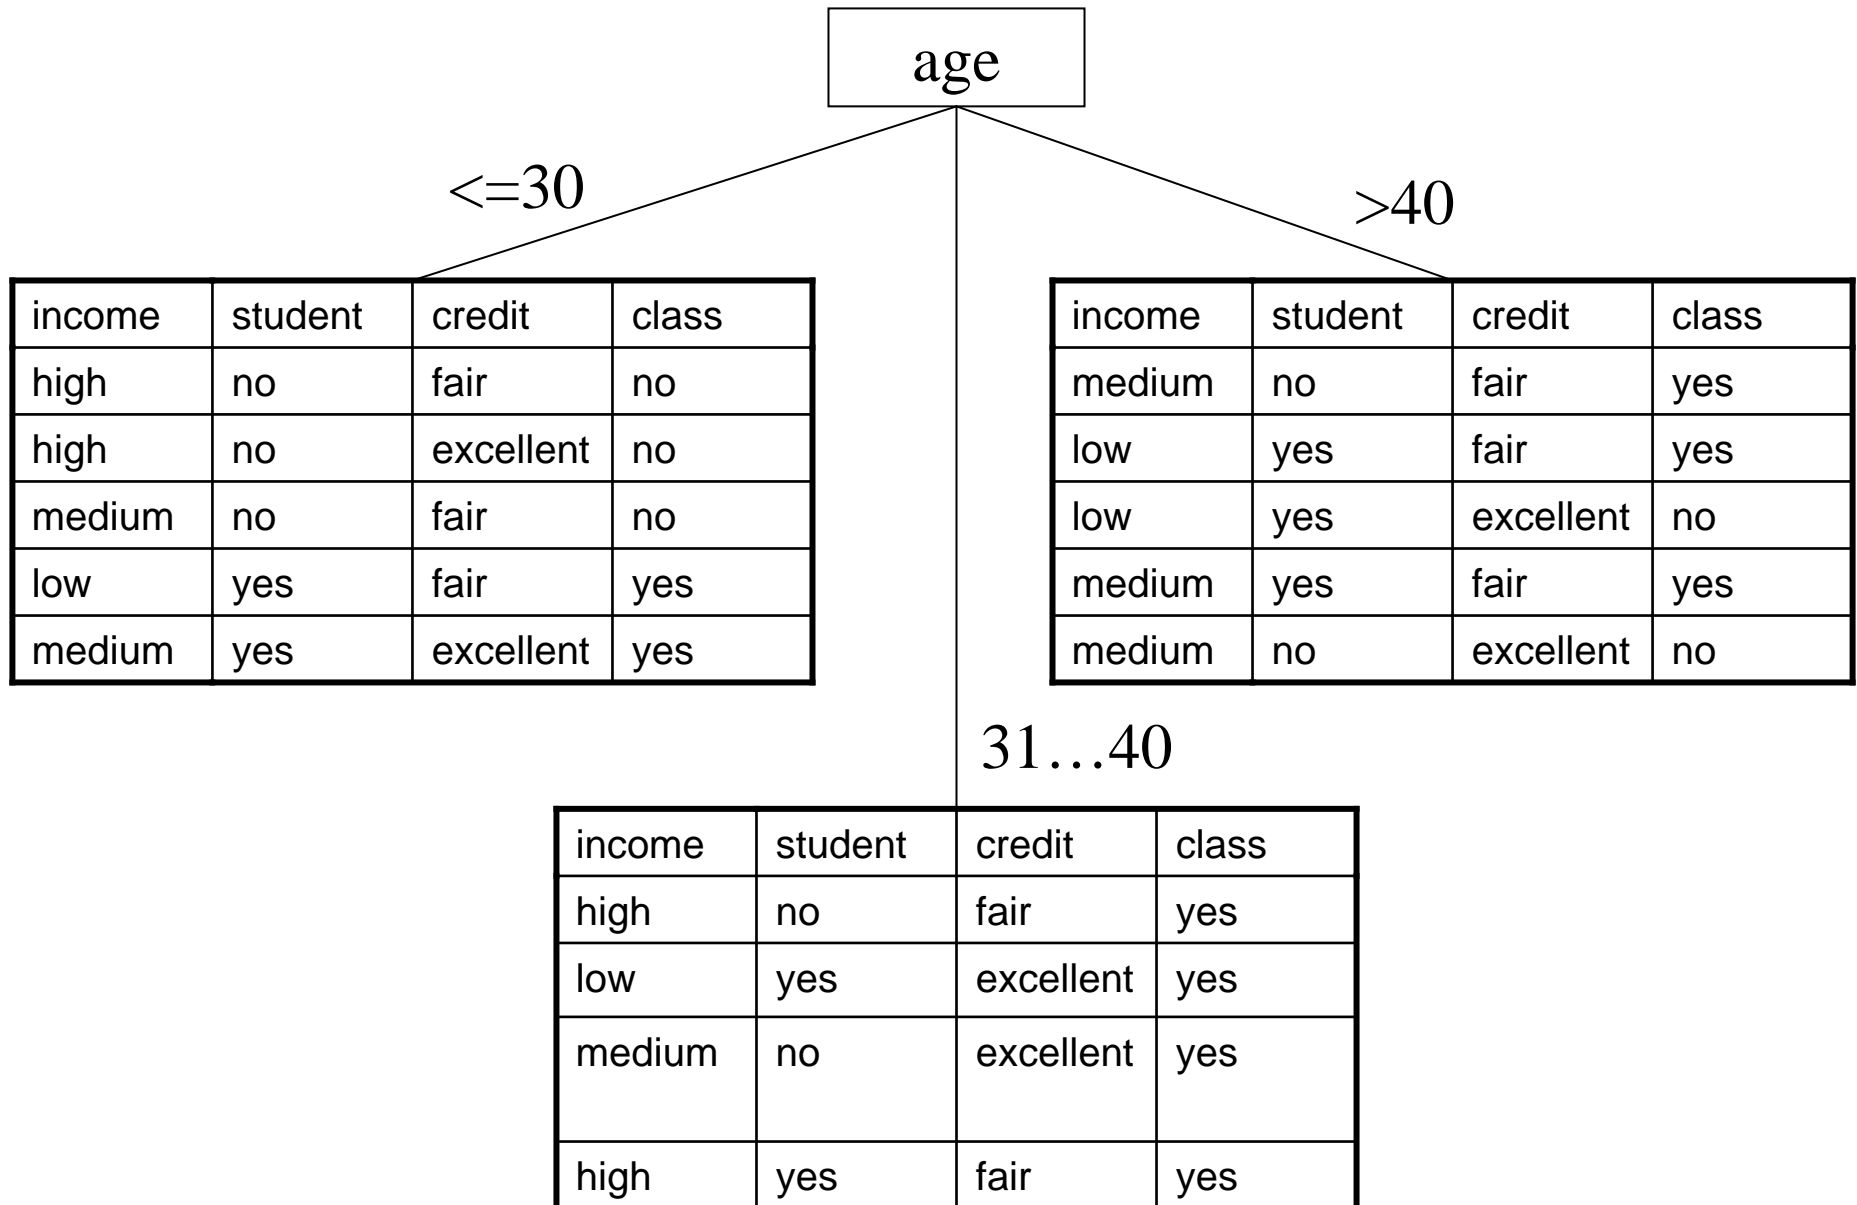 age
<=30
>40
income student credit class
high no fair no
high no excellent no
medium no fair no
low yes fair yes
medium yes excellent yes
income student credit class
medium no fair yes
low yes fair yes
low yes excellent no
medium yes fair yes
medium no excellent no
31…40
income student credit class
high no fair yes
low yes excellent yes
medium no excellent yes
high yes fair yes